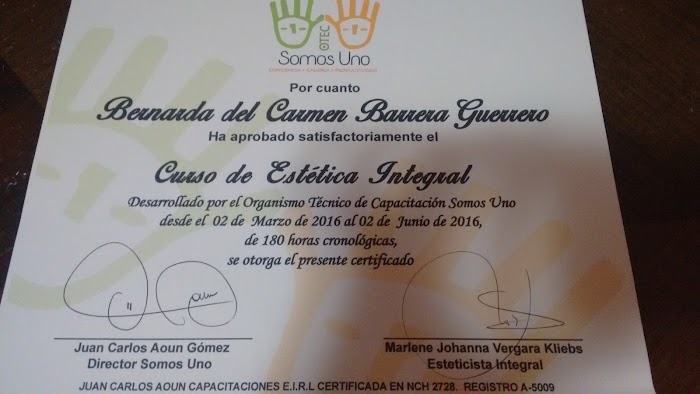 -1- OTEC -1-
Somos Uno
Por cuanto
Bernarda del Carmen Barrera Guerrero
Ha aprobado satisfactoriamente el
Curso de Estética Integral
Desarrollado por el Organismo Técnico de Capacitación Somos Uno
desde el 02 de Marzo de 2016 al 02 de Junio de 2016,
de 180 horas cronológicas,
se otorga el presente certificado
Juan Carlos Aoun Gómez
Director Somos Uno
Marlene Johanna Vergara Kliebs
Esteticista Integral
JUAN CARLOS AOUN CAPACITACIONES E.I.R.L CERTIFICADA EN NCH 2728. REGISTRO A-5009